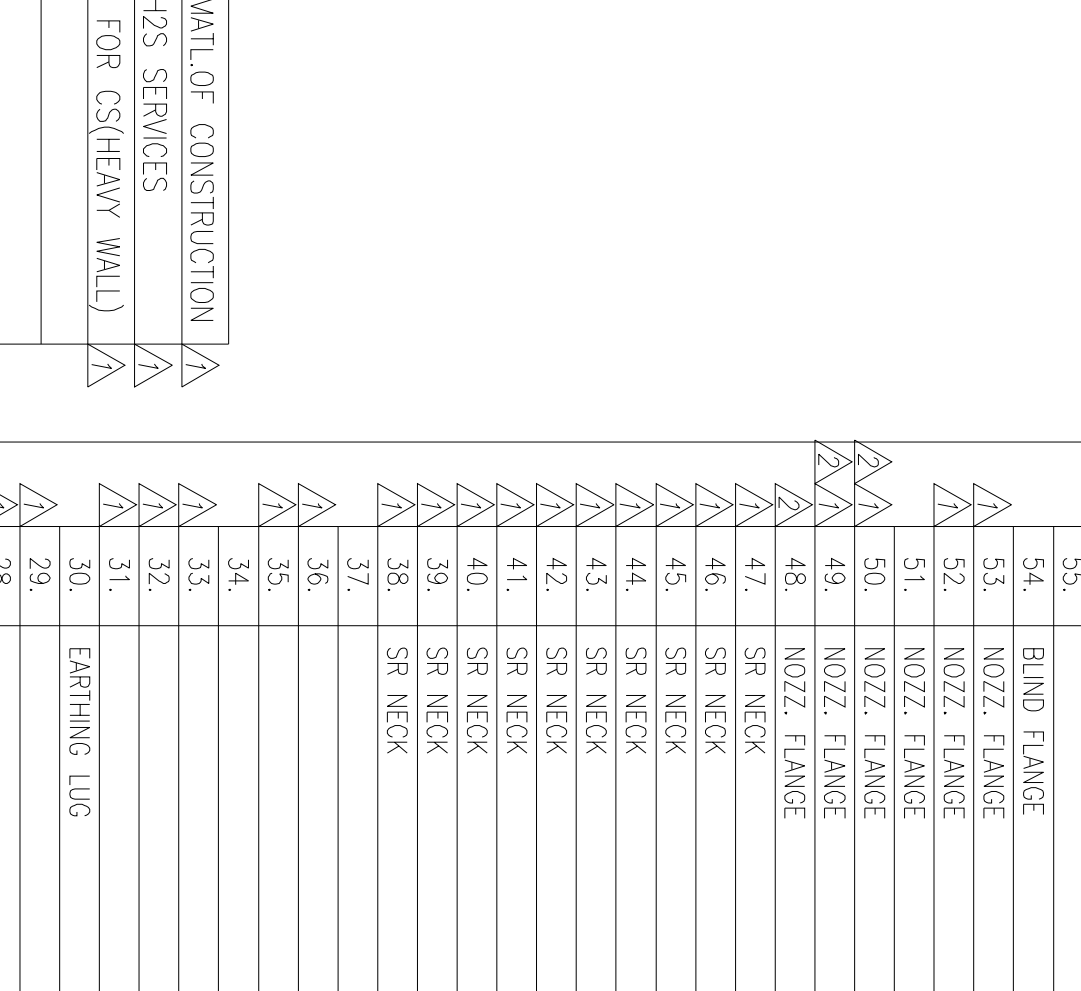 MATL.OF CONSTRUCTION 1
H2S SERVICES 1
FOR CS(HEAVY WALL) 1
55.
54. BLIND FLANGE
1 53. NOZZ. FLANGE
1 52. NOZZ. FLANGE
51. NOZZ. FLANGE
2 1 50. NOZZ. FLANGE
2 1 49. NOZZ. FLANGE
2 48. NOZZ. FLANGE
1 47. SR NECK
1 46. SR NECK
1 45. SR NECK
1 44. SR NECK
1 43. SR NECK
1 42. SR NECK
1 41. SR NECK
1 40. SR NECK
1 39. SR NECK
1 38. SR NECK
37.
1 36.
1 35.
34.
1 33.
1 32.
1 31.
30. EARTHING LUG
1 29.
28.